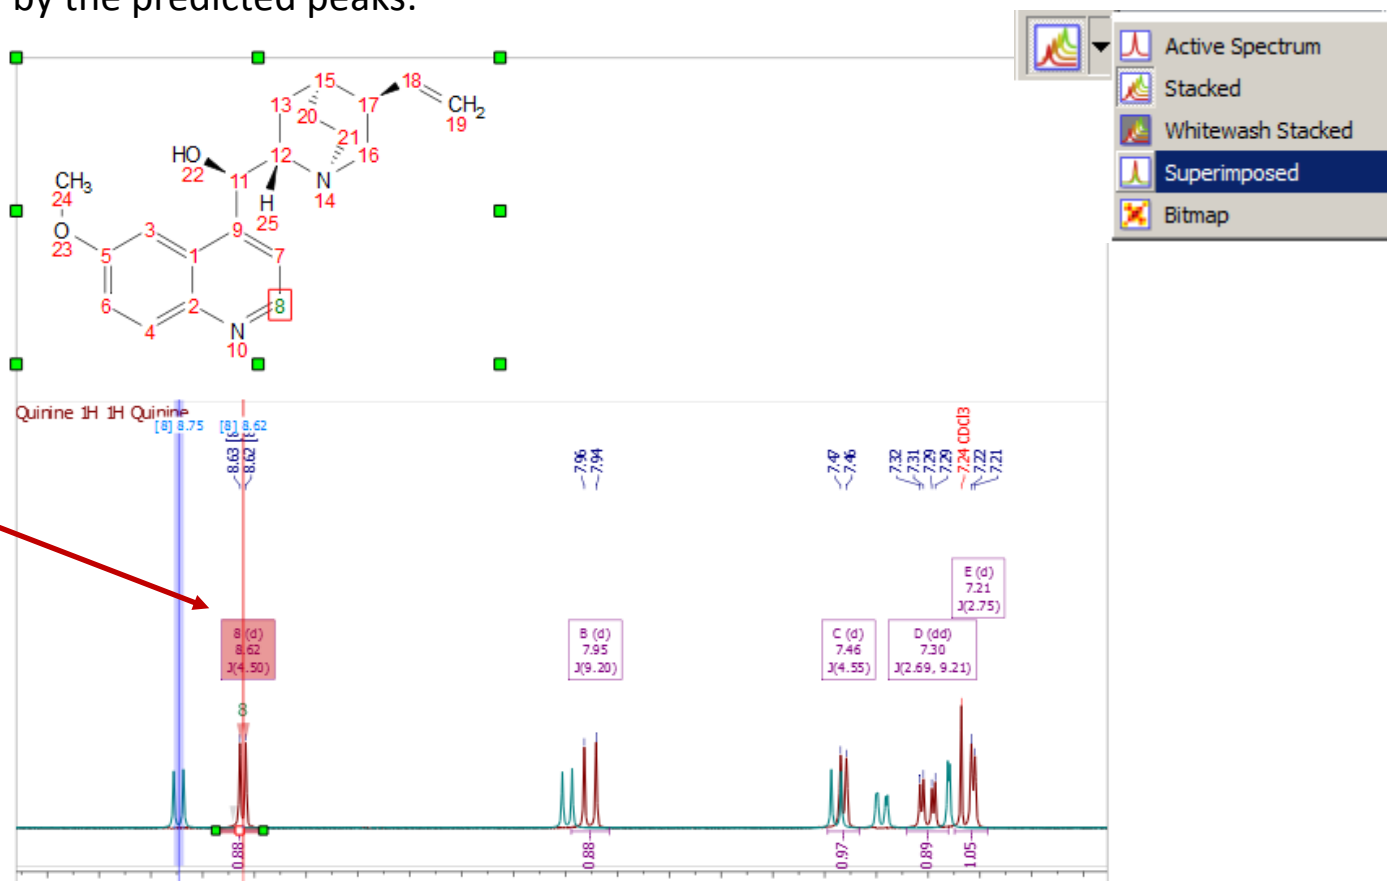 by the predicted peaks.
Active Spectrum
Stacked
Whitewash Stacked
Superimposed
Bitmap
15
18
13
17
CH2
20
19
21
12
16
HO
22
11
N
14
H
25
CH3
24
O
23
3
9
5
1
7
6
2
8
4
N
10
Quinine 1H 1H Quinine
[8] 8.75
[8] 8.62
8.63
8.62
7.96
7.94
7.47
7.46
7.32
7.31
7.29
7.29
7.24 CDCl3
7.22
7.21
E (d)
7.21
J(2.75)
8 (d)
8.62
J(4.50)
B (d)
7.95
J(9.20)
C (d)
7.46
J(4.55)
D (dd)
7.30
J(2.69, 9.21)
8
0.88
0.88
0.97
0.89
1.05